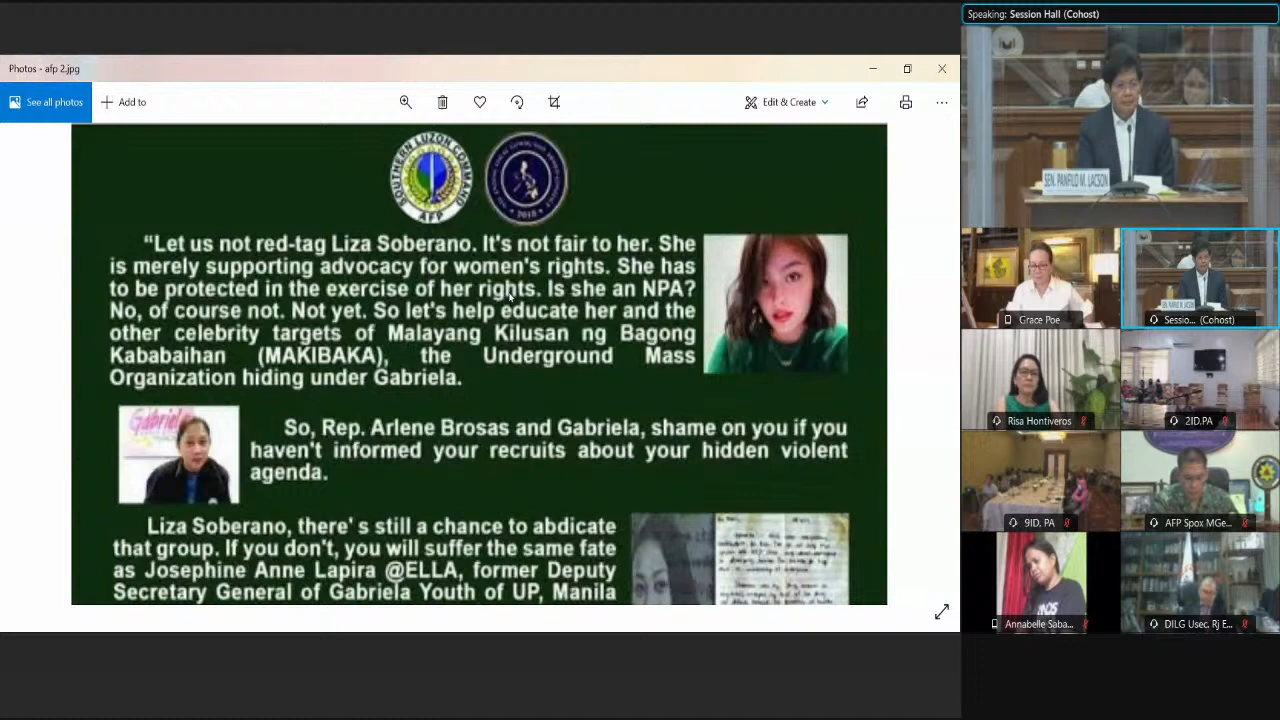 Speaking: Session Hall (Cohost)
Photos - afp 2.jpg
See all photos
Add to
Edit & Create
SOUTHERN LUZON COMMAND
AFP
2018
“Let us not red-tag Liza Soberano. It's not fair to her. She
is merely supporting advocacy for women's rights. She has
to be protected in the exercise of her rights. Is she an NPA?
No, of course not. Not yet. So let's help educate her and the
other celebrity targets of Malayang Kilusan ng Bagong
Kababaihan (MAKIBAKA), the Underground Mass
Organization hiding under Gabriela.
Gabriela
So, Rep. Arlene Brosas and Gabriela, shame on you if you
haven't informed your recruits about your hidden violent
agenda.
Liza Soberano, there' s still a chance to abdicate
that group. If you don't, you will suffer the same fate
as Josephine Anne Lapira @ELLA, former Deputy
Secretary General of Gabriela Youth of UP, Manila
SEN. PANFILO M. LACSON
Grace Poe
Sessio... (Cohost)
Risa Hontiveros
2ID,PA
9ID, PA
AFP Spox MGe...
Annabelle Saba...
DILG Usec. Rj E...